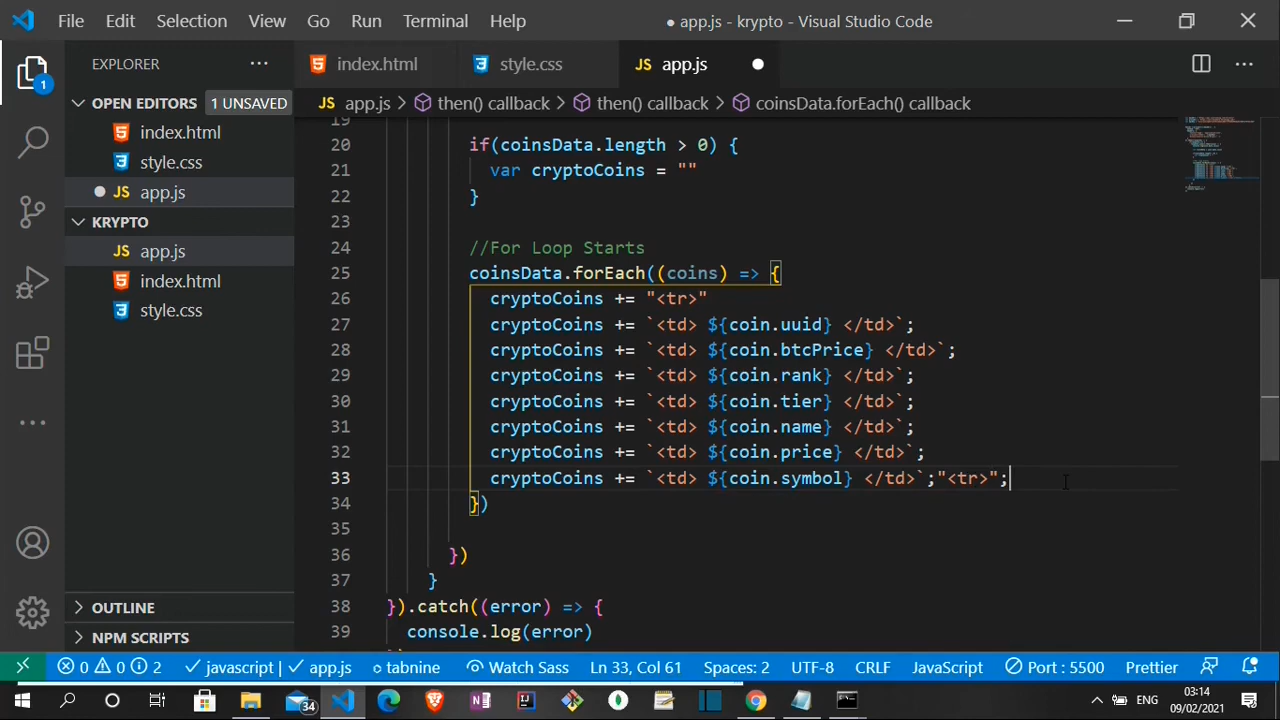 File Edit Selection View Go Run Terminal Help ● app.js - krypto - Visual Studio Code
EXPLORER
index.html style.css JS app.js
OPEN EDITORS 1 UNSAVED
JS app.js > then() callback > then() callback > coinsData.forEach() callback
1
index.html
style.css
JS app.js
KRYPTO
JS app.js
index.html
style.css
19
20 if(coinsData.length > 0) {
21 var cryptoCoins = ""
22 }
23
24 //For Loop Starts
25 coinsData.forEach((coins) => {
26 cryptoCoins += "<tr>"
27 cryptoCoins += `<td> ${coin.uuid} </td>`;
28 cryptoCoins += `<td> ${coin.btcPrice} </td>`;
29 cryptoCoins += `<td> ${coin.rank} </td>`;
30 cryptoCoins += `<td> ${coin.tier} </td>`;
31 cryptoCoins += `<td> ${coin.name} </td>`;
32 cryptoCoins += `<td> ${coin.price} </td>`;
33 cryptoCoins += `<td> ${coin.symbol} </td>`;"<tr>";
34 })
35
36 })
37 }
38 }).catch((error) => {
39 console.log(error)
OUTLINE
NPM SCRIPTS
0 0 2 javascript | app.js tabnine Watch Sass Ln 33, Col 61 Spaces: 2 UTF-8 CRLF JavaScript Port : 5500 Prettier
34 ENG 03:14
09/02/2021